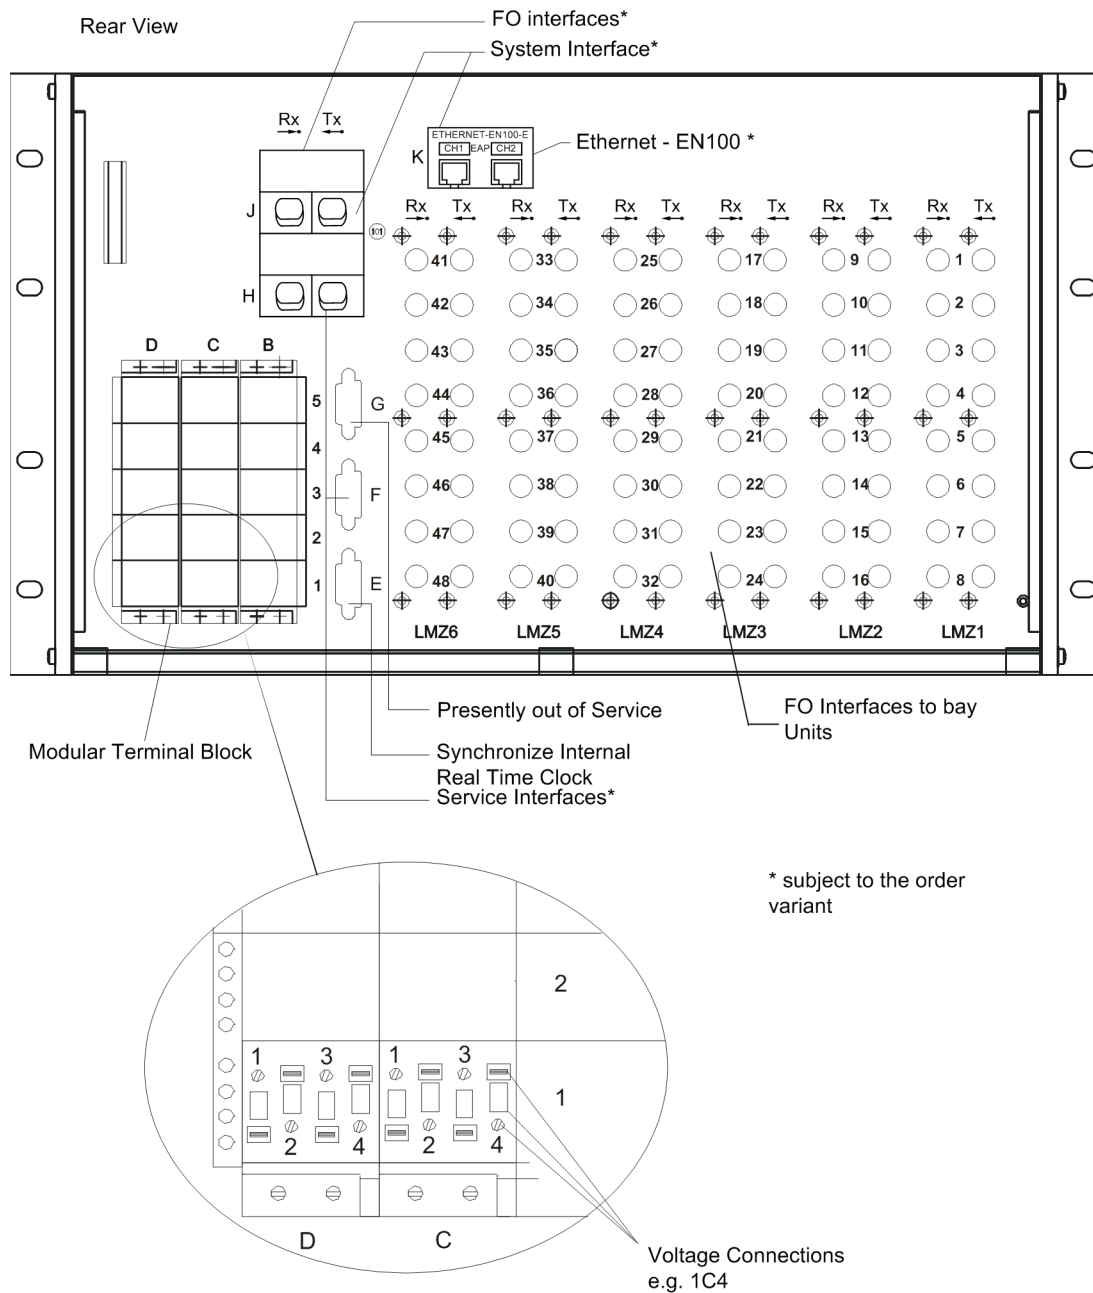 Rear View
FO interfaces*
System Interface*
Rx Tx
ETHERNET-EN100-E
CH1 EAP CH2
K
Ethernet - EN100 *
J
101
H
Rx Tx Rx Tx Rx Tx Rx Tx Rx Tx Rx Tx
41 33 25 17 9 1
42 34 26 18 10 2
43 35 27 19 11 3
44 36 28 20 12 4
45 37 29 21 13 5
46 38 30 22 14 6
47 39 31 23 15 7
48 40 32 24 16 8
LMZ6 LMZ5 LMZ4 LMZ3 LMZ2 LMZ1
D C B
5 G
4
3 F
2
1 E
Presently out of Service
Modular Terminal Block
Synchronize Internal
Real Time Clock
Service Interfaces*
FO Interfaces to bay
Units
* subject to the order
variant
2
1 3 1 3
1
2 4 2 4
D C
Voltage Connections
e.g. 1C4